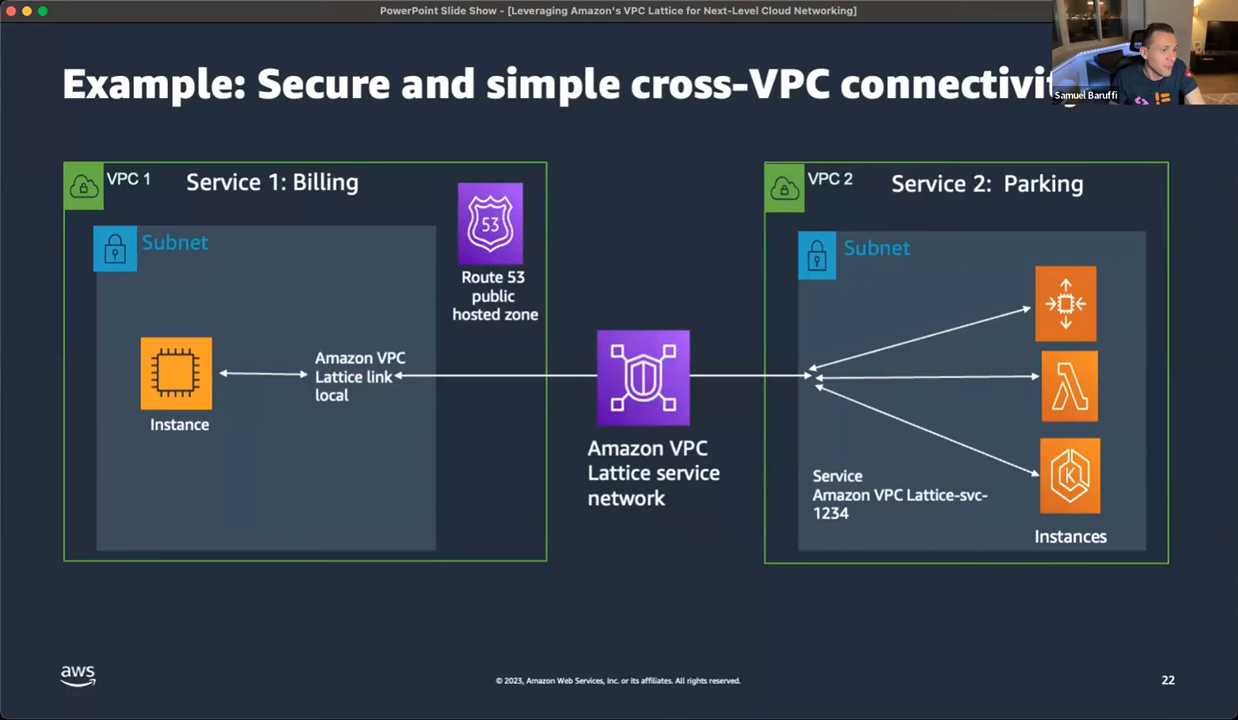 PowerPoint Slide Show - [Leveraging Amazon's VPC Lattice for Next-Level Cloud Networking]
Example: Secure and simple cross-VPC connectivit
Samuel Baruffi
VPC 1
Service 1: Billing
Subnet
53
Route 53
public
hosted zone
Amazon VPC
Lattice link
local
Instance
Amazon VPC
Lattice service
network
VPC 2
Service 2: Parking
Subnet
K
Service
Amazon VPC Lattice-svc-
1234
Instances
aws
© 2023, Amazon Web Services, Inc. or its affiliates. All rights reserved.
22